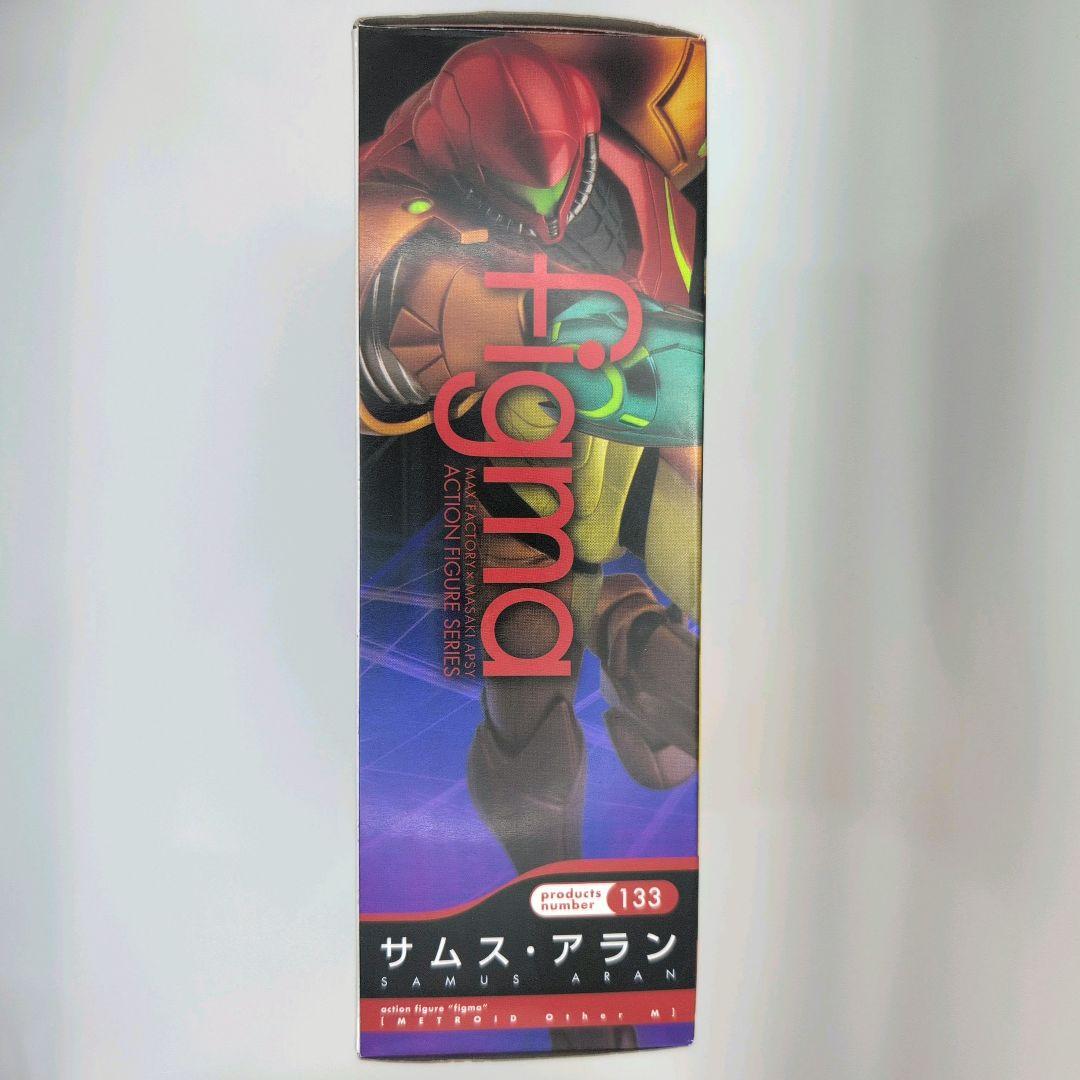 figma
MAX FACTORY × MASAKI APSY
ACTION FIGURE SERIES
products
number
133
サムス・アラン
SAMUS ARAN
action figure "figma"
[METROID Other M]